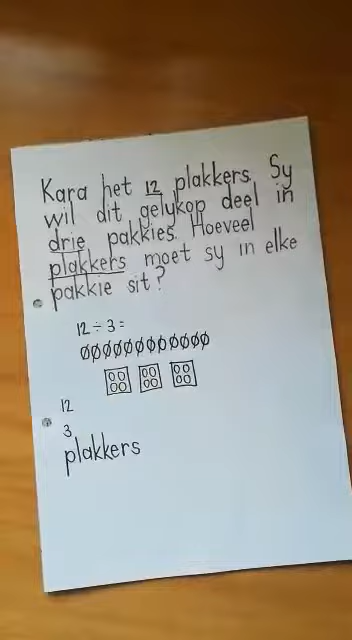 Kara het 12 plakkers. Sy
wil dit gelykop deel in
drie pakkies. Hoeveel
plakkers moet sy in elke
pakkie sit?
12 ÷ 3 =
12
3
plakkers